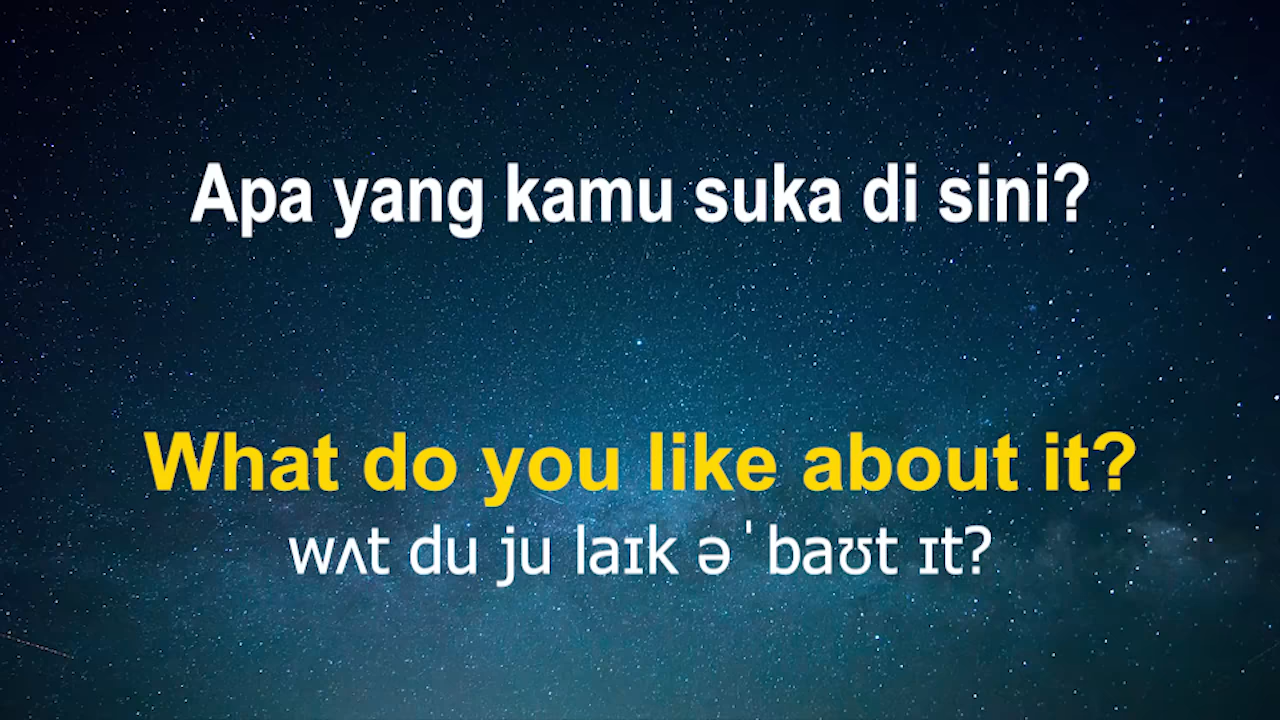 Apa yang kamu suka di sini?
What do you like about it?
wʌt du ju laɪk əˈbaʊt ɪt?